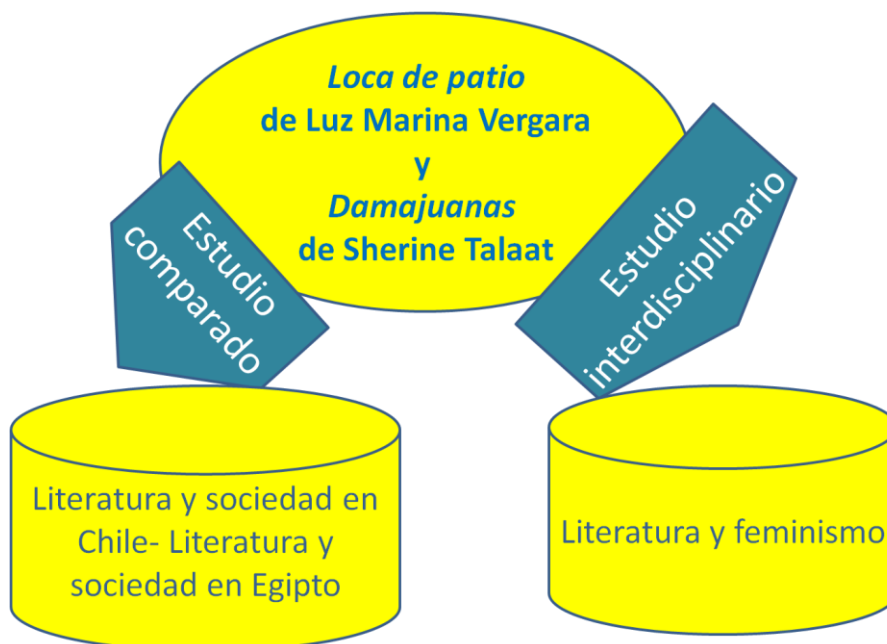 Loca de patio
de Luz Marina Vergara
y
Damajuanas
de Sherine Talaat
Estudio
comparado
Estudio
interdisciplinario
Literatura y sociedad en
Chile- Literatura y
sociedad en Egipto
Literatura y feminismo